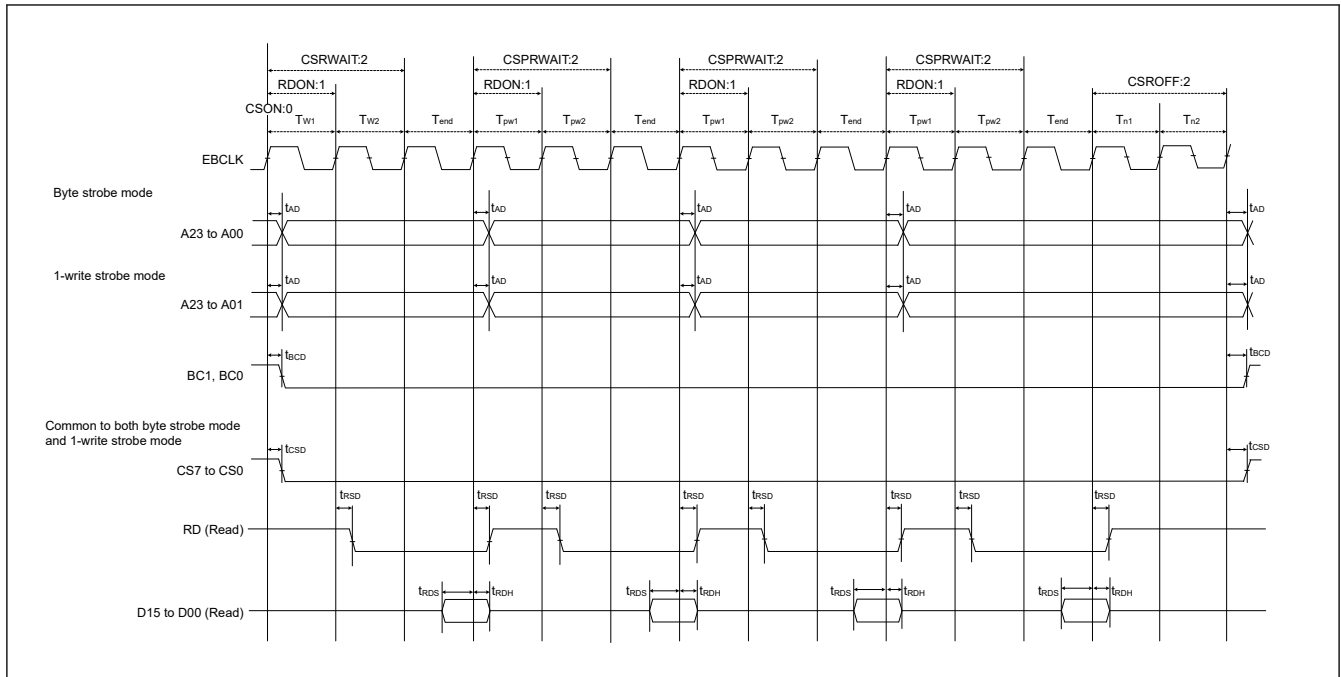 CSRWAIT:2 CSPRWAIT:2 CSPRWAIT:2 CSPRWAIT:2
RDON:1 RDON:1 RDON:1 RDON:1 CSROFF:2
CSON:0
TW1 TW2 Tend Tpw1 Tpw2 Tend Tpw1 Tpw2 Tend Tpw1 Tpw2 Tend Tn1 Tn2
EBCLK
Byte strobe mode
tAD tAD tAD tAD tAD
A23 to A00
1-write strobe mode
tAD tAD tAD tAD tAD
A23 to A01
tBCD tBCD
BC1, BC0
Common to both byte strobe mode
and 1-write strobe mode
tCSD tCSD
CS7 to CS0
tRSD tRSD tRSD tRSD tRSD tRSD tRSD tRSD
RD (Read)
tRDS tRDH tRDS tRDH tRDS tRDH tRDS tRDH
D15 to D00 (Read)